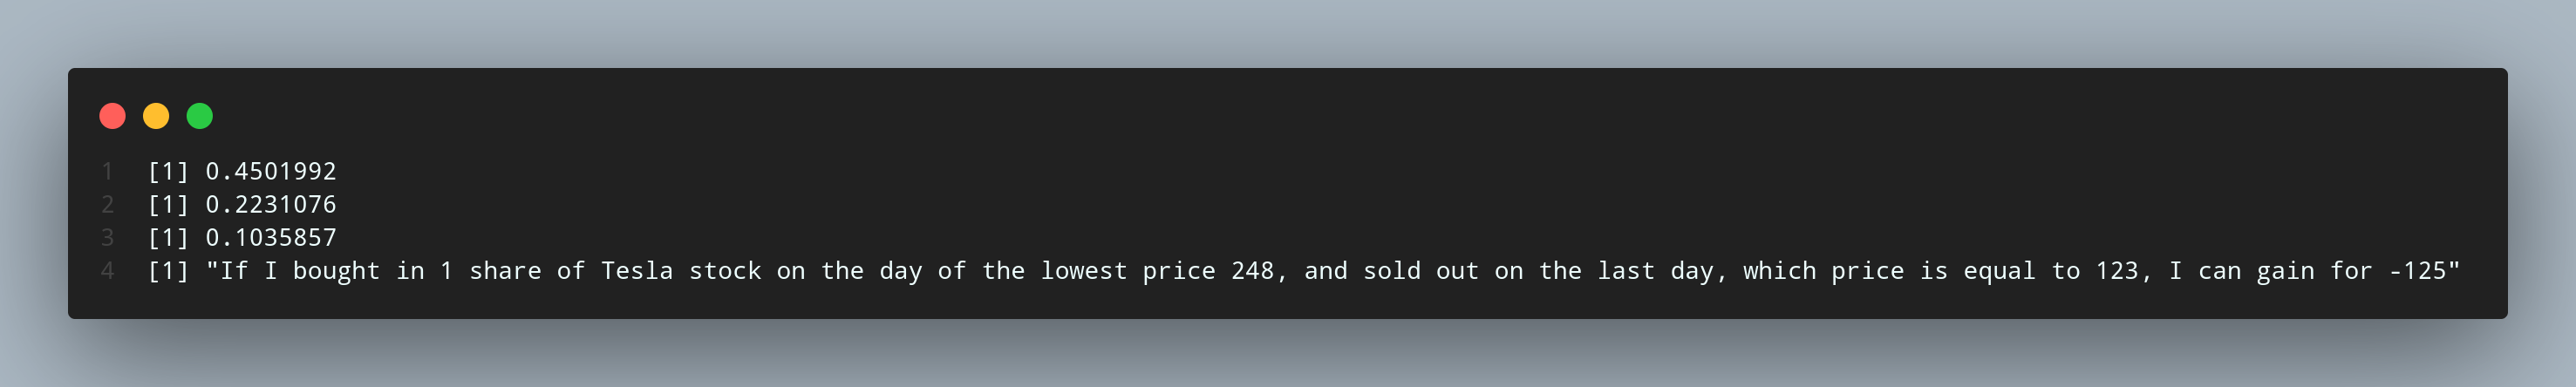 1 [1] 0.4501992
2 [1] 0.2231076
3 [1] 0.1035857
4 [1] "If I bought in 1 share of Tesla stock on the day of the lowest price 248, and sold out on the last day, which price is equal to 123, I can gain for -125"